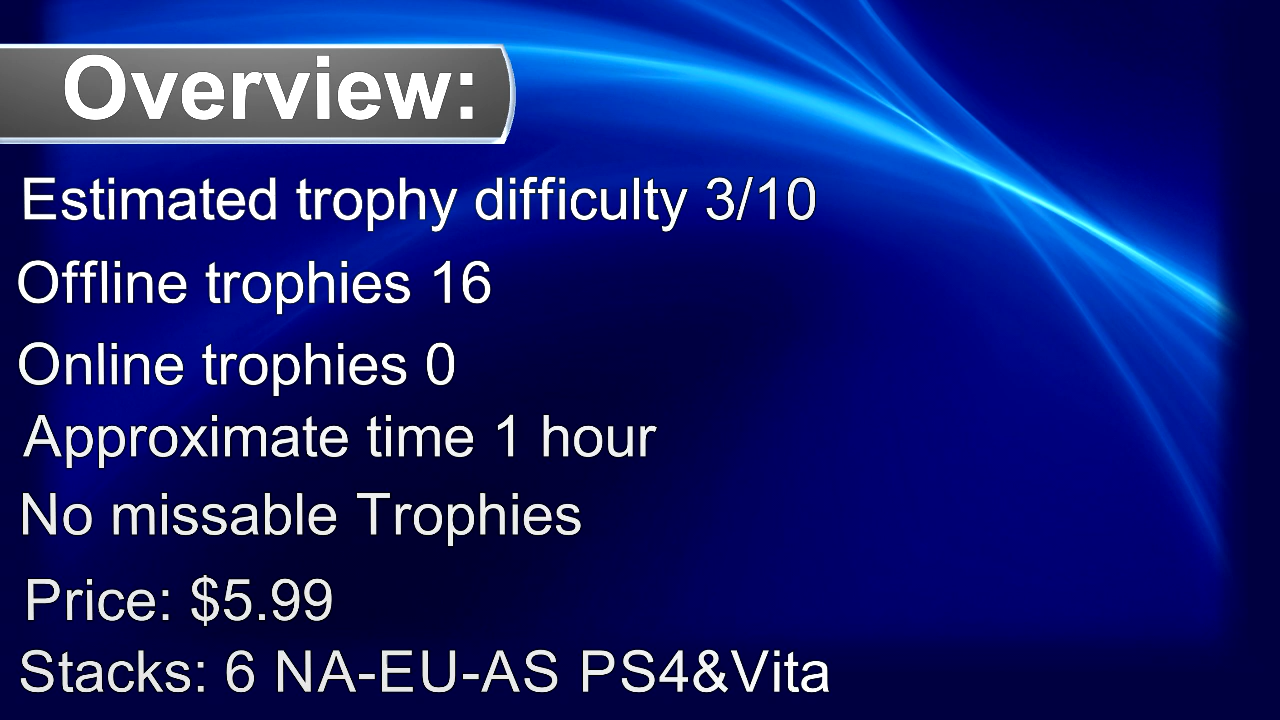 Overview:
Estimated trophy difficulty 3/10
Offline trophies 16
Online trophies 0
Approximate time 1 hour
No missable Trophies
Price: $5.99
Stacks: 6 NA-EU-AS PS4&Vita